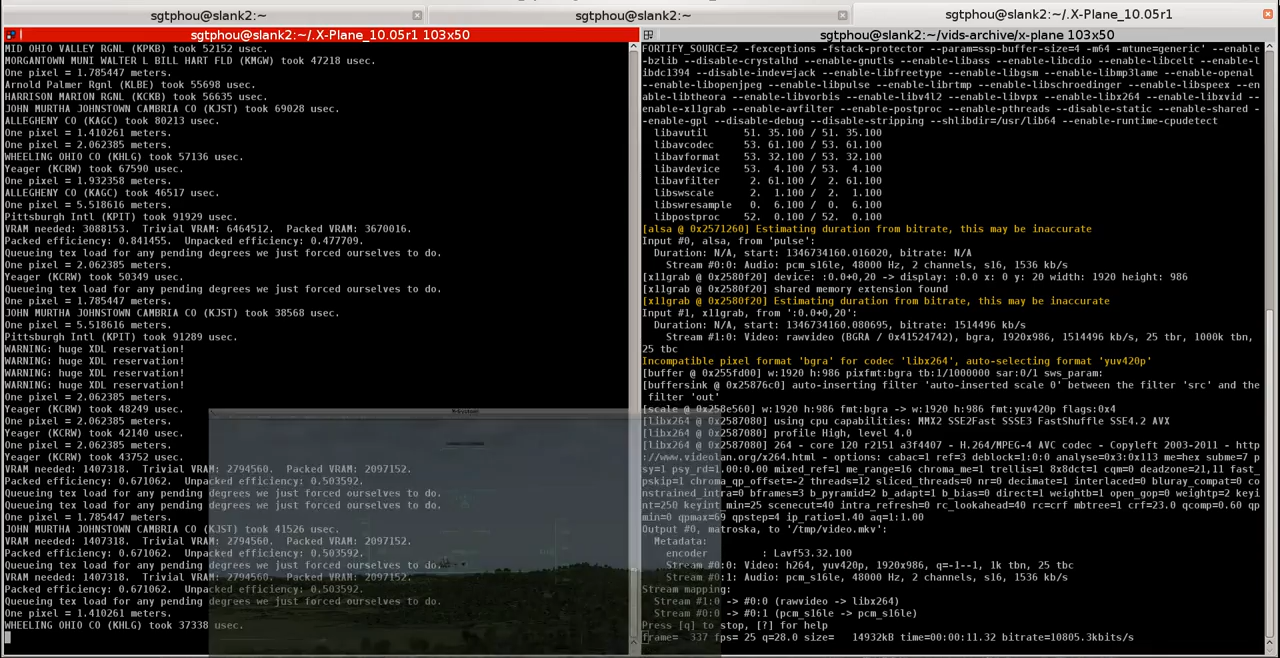 sgtphou@slank2:~
sgtphou@slank2:~
sgtphou@slank2:~/.X-Plane_10.05r1
sgtphou@slank2:~/.X-Plane_10.05r1 103x50
MID OHIO VALLEY RGNL (KPKB) took 52152 usec.
MORGANTOWN MUNI WALTER L BILL HART FLD (KMGW) took 47218 usec.
One pixel = 1.785447 meters.
Arnold Palmer Rgnl (KLBE) took 55698 usec.
HARRISON MARION RGNL (KCKB) took 56635 usec.
One pixel = 1.785447 meters.
JOHN MURTHA JOHNSTOWN CAMBRIA CO (KJST) took 69028 usec.
ALLEGHENY CO (KAGC) took 80213 usec.
One pixel = 1.410261 meters.
One pixel = 2.062385 meters.
WHEELING OHIO CO (KHLG) took 57136 usec.
Yeager (KCRW) took 67590 usec.
One pixel = 1.932358 meters.
ALLEGHENY CO (KAGC) took 46517 usec.
One pixel = 5.518616 meters.
Pittsburgh Intl (KPIT) took 91929 usec.
VRAM needed: 3088153.  Trivial VRAM: 6464512.  Packed VRAM: 3670016.
Packed efficiency: 0.841455.  Unpacked efficiency: 0.477709.
Queueing tex load for any pending degrees we just forced ourselves to do.
One pixel = 2.062385 meters.
Yeager (KCRW) took 50349 usec.
Queueing tex load for any pending degrees we just forced ourselves to do.
One pixel = 1.785447 meters.
JOHN MURTHA JOHNSTOWN CAMBRIA CO (KJST) took 38568 usec.
One pixel = 5.518616 meters.
Pittsburgh Intl (KPIT) took 91289 usec.
WARNING: huge XDL reservation!
WARNING: huge XDL reservation!
WARNING: huge XDL reservation!
WARNING: huge XDL reservation!
One pixel = 2.062385 meters.
Yeager (KCRW) took 48249 usec.
One pixel = 2.062385 meters.
Yeager (KCRW) took 42140 usec.
One pixel = 2.062385 meters.
Yeager (KCRW) took 43752 usec.
VRAM needed: 1407318.  Trivial VRAM: 2794560.  Packed VRAM: 2097152.
Packed efficiency: 0.671062.  Unpacked efficiency: 0.503592.
Queueing tex load for any pending degrees we just forced ourselves to do.
Queueing tex load for any pending degrees we just forced ourselves to do.
One pixel = 1.785447 meters.
JOHN MURTHA JOHNSTOWN CAMBRIA CO (KJST) took 41526 usec.
VRAM needed: 1407318.  Trivial VRAM: 2794560.  Packed VRAM: 2097152.
Packed efficiency: 0.671062.  Unpacked efficiency: 0.503592.
Queueing tex load for any pending degrees we just forced ourselves to do.
VRAM needed: 1407318.  Trivial VRAM: 2794560.  Packed VRAM: 2097152.
Packed efficiency: 0.671062.  Unpacked efficiency: 0.503592.
Queueing tex load for any pending degrees we just forced ourselves to do.
One pixel = 1.410261 meters.
WHEELING OHIO CO (KHLG) took 37338 usec.
X-System
sgtphou@slank2:~/vids-archive/x-plane 103x50
FORTIFY_SOURCE=2 -fexceptions -fstack-protector --param=ssp-buffer-size=4 -m64 -mtune=generic' --enable
-bzlib --disable-crystalhd --enable-gnutls --enable-libass --enable-libcdio --enable-libcelt --enable-l
ibdc1394 --disable-indev=jack --enable-libfreetype --enable-libgsm --enable-libmp3lame --enable-openal
--enable-libopenjpeg --enable-libpulse --enable-librtmp --enable-libschroedinger --enable-libspeex --en
able-libtheora --enable-libvorbis --enable-libv4l2 --enable-libvpx --enable-libx264 --enable-libxvid --
enable-x11grab --enable-avfilter --enable-postproc --enable-pthreads --disable-static --enable-shared -
-enable-gpl --disable-debug --disable-stripping --shlibdir=/usr/lib64 --enable-runtime-cpudetect
libavutil      51. 35.100 / 51. 35.100
libavcodec     53. 61.100 / 53. 61.100
libavformat    53. 32.100 / 53. 32.100
libavdevice    53.  4.100 / 53.  4.100
libavfilter     2. 61.100 /  2. 61.100
libswscale      2.  1.100 /  2.  1.100
libswresample   0.  6.100 /  0.  6.100
libpostproc    52.  0.100 / 52.  0.100
[alsa @ 0x2571260] Estimating duration from bitrate, this may be inaccurate
Input #0, alsa, from 'pulse':
Duration: N/A, start: 1346734160.016020, bitrate: N/A
Stream #0:0: Audio: pcm_s16le, 48000 Hz, 2 channels, s16, 1536 kb/s
[x11grab @ 0x2580f20] device: :0.0+0,20 -> display: :0.0 x: 0 y: 20 width: 1920 height: 986
[x11grab @ 0x2580f20] shared memory extension found
[x11grab @ 0x2580f20] Estimating duration from bitrate, this may be inaccurate
Input #1, x11grab, from ':0.0+0,20':
Duration: N/A, start: 1346734160.080695, bitrate: 1514496 kb/s
Stream #1:0: Video: rawvideo (BGRA / 0x41524742), bgra, 1920x986, 1514496 kb/s, 25 tbr, 1000k tbn,
25 tbc
Incompatible pixel format 'bgra' for codec 'libx264', auto-selecting format 'yuv420p'
[buffer @ 0x255fd00] w:1920 h:986 pixfmt:bgra tb:1/1000000 sar:0/1 sws_param:
[buffersink @ 0x25876c0] auto-inserting filter 'auto-inserted scale 0' between the filter 'src' and the
filter 'out'
[scale @ 0x258e560] w:1920 h:986 fmt:bgra -> w:1920 h:986 fmt:yuv420p flags:0x4
[libx264 @ 0x2587080] using cpu capabilities: MMX2 SSE2Fast SSSE3 FastShuffle SSE4.2 AVX
[libx264 @ 0x2587080] profile High, level 4.0
[libx264 @ 0x2587080] 264 - core 120 r2151 a3f4407 - H.264/MPEG-4 AVC codec - Copyleft 2003-2011 - http
://www.videolan.org/x264.html - options: cabac=1 ref=3 deblock=1:0:0 analyse=0x3:0x113 me=hex subme=7 p
sy=1 psy_rd=1.00:0.00 mixed_ref=1 me_range=16 chroma_me=1 trellis=1 8x8dct=1 cqm=0 deadzone=21,11 fast_
pskip=1 chroma_qp_offset=-2 threads=12 sliced_threads=0 nr=0 decimate=1 interlaced=0 bluray_compat=0 co
nstrained_intra=0 bframes=3 b_pyramid=2 b_adapt=1 b_bias=0 direct=1 weightb=1 open_gop=0 weightp=2 keyi
nt=250 keyint_min=25 scenecut=40 intra_refresh=0 rc_lookahead=40 rc=crf mbtree=1 crf=23.0 qcomp=0.60 qp
min=0 qpmax=69 qpstep=4 ip_ratio=1.40 aq=1:1.00
Output #0, matroska, to '/tmp/video.mkv':
Metadata:
encoder         : Lavf53.32.100
Stream #0:0: Video: h264, yuv420p, 1920x986, q=-1--1, 1k tbn, 25 tbc
Stream #0:1: Audio: pcm_s16le, 48000 Hz, 2 channels, s16, 1536 kb/s
Stream mapping:
Stream #1:0 -> #0:0 (rawvideo -> libx264)
Stream #0:0 -> #0:1 (pcm_s16le -> pcm_s16le)
Press [q] to stop, [?] for help
frame=  337 fps= 25 q=28.0 size=   14932kB time=00:00:11.32 bitrate=10805.3kbits/s